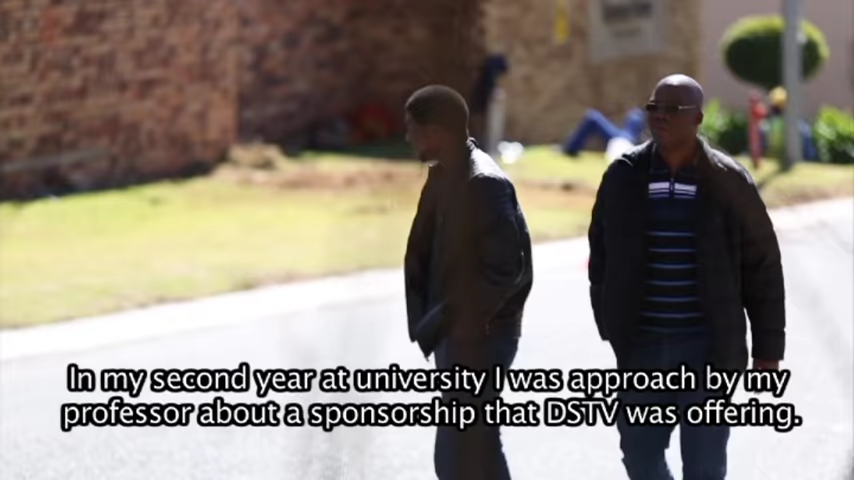 In my second year at university I was approach by my
professor about a sponsorship that DSTV was offering.